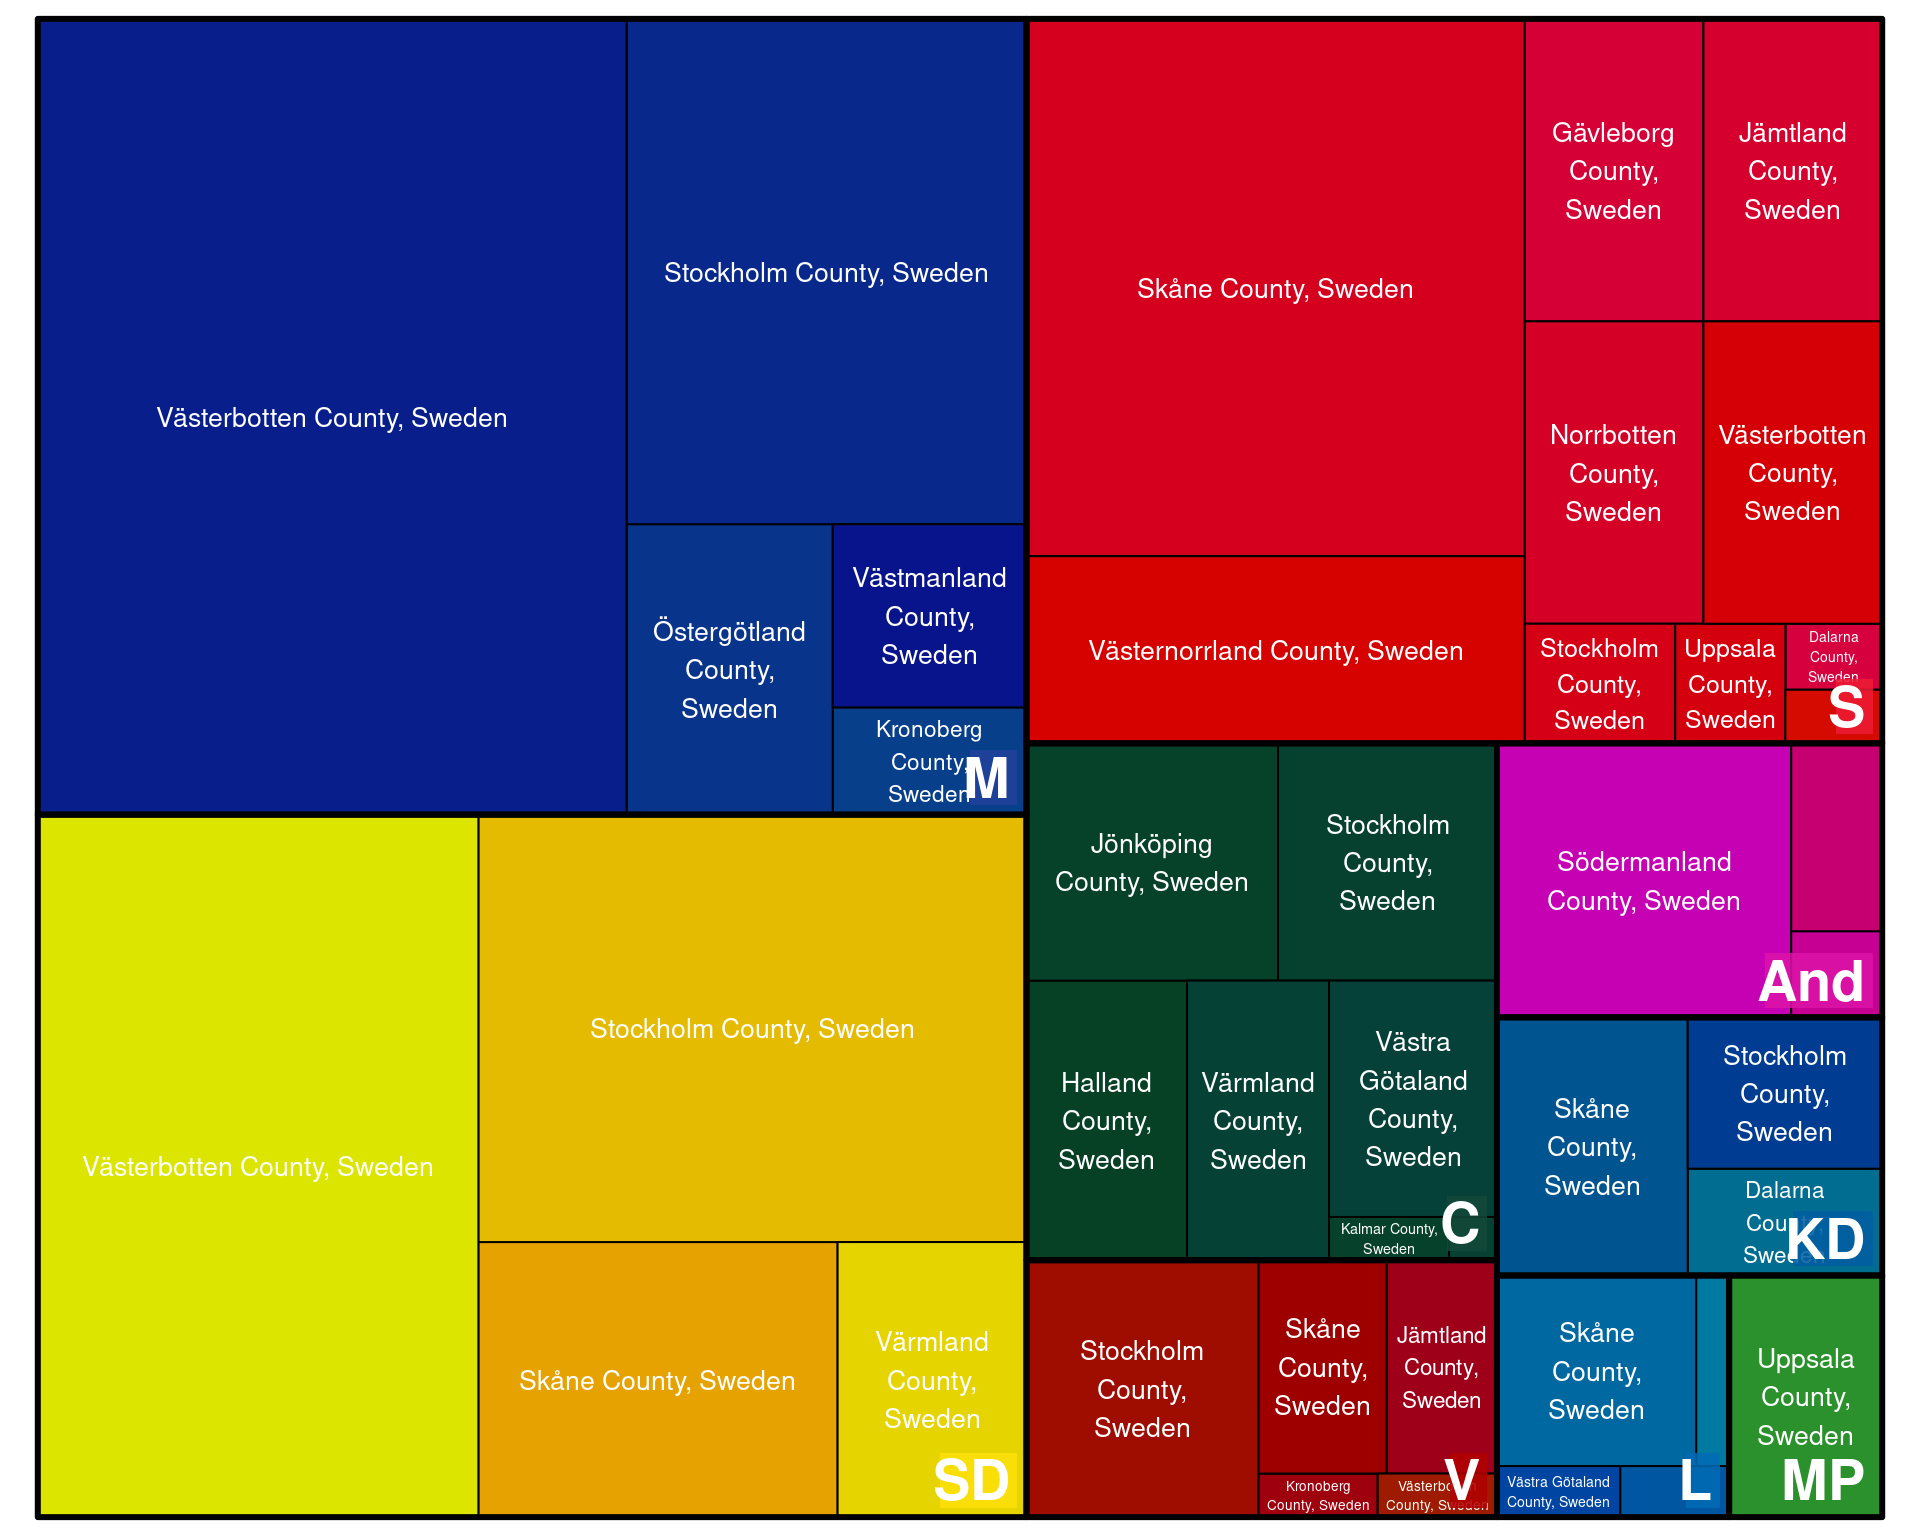 Västerbotten County, Sweden
Stockholm County, Sweden
Östergötland
County,
Sweden
Västmanland
County,
Sweden
Kronoberg
County,
Sweden
M
Skåne County, Sweden
Västernorrland County, Sweden
Gävleborg
County,
Sweden
Jämtland
County,
Sweden
Norrbotten
County,
Sweden
Västerbotten
County,
Sweden
Stockholm
County,
Sweden
Uppsala
County,
Sweden
Dalarna
County,
Sweden
S
Västerbotten County, Sweden
Stockholm County, Sweden
Skåne County, Sweden
Värmland
County,
Sweden
SD
Jönköping
County, Sweden
Stockholm
County,
Sweden
Halland
County,
Sweden
Värmland
County,
Sweden
Västra
Götaland
County,
Sweden
Kalmar County,
Sweden
C
Södermanland
County, Sweden
And
Skåne
County,
Sweden
Stockholm
County,
Sweden
Dalarna
County,
Sweden
KD
Stockholm
County,
Sweden
Skåne
County,
Sweden
Jämtland
County,
Sweden
Kronoberg
County, Sweden
Västerbotten
County, Sweden
V
Skåne
County,
Sweden
Västra Götaland
County, Sweden
L
Uppsala
County,
Sweden
MP